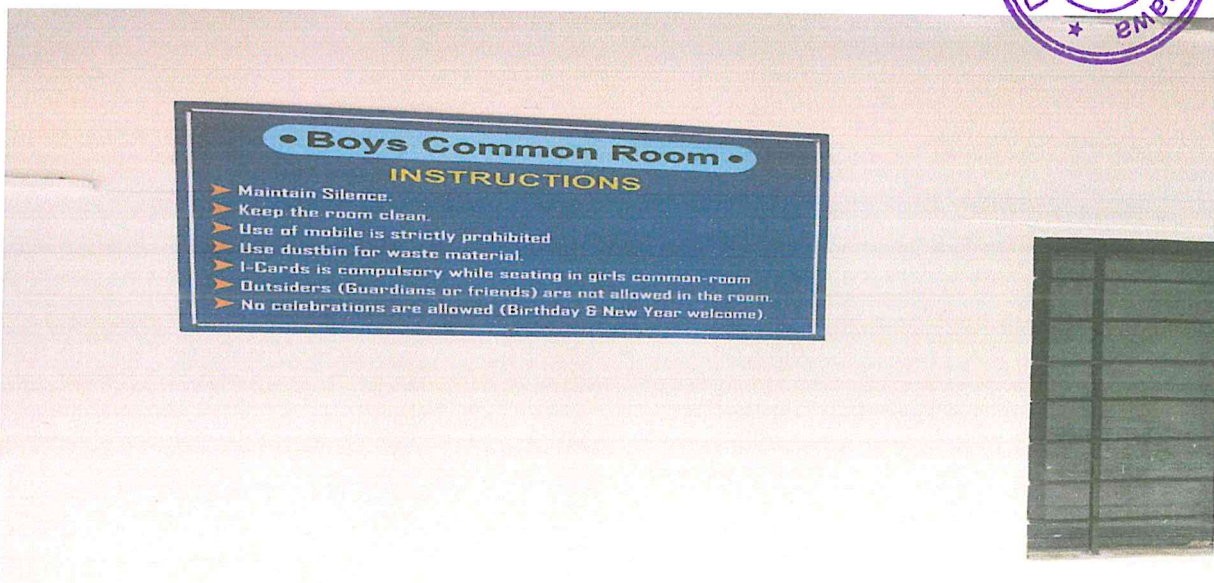 • Boys Common Room •
INSTRUCTIONS
➤ Maintain Silence.
➤ Keep the room clean.
➤ Use of mobile is strictly prohibited
➤ Use dustbin for waste material.
➤ I-Cards is compulsory while seating in girls common-room
➤ Outsiders (Guardians or friends) are not allowed in the room.
➤ No celebrations are allowed (Birthday & New Year welcome).